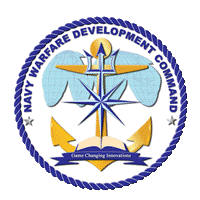 NAVY WARFARE DEVELOPMENT COMMAND
Game Changing Innovations